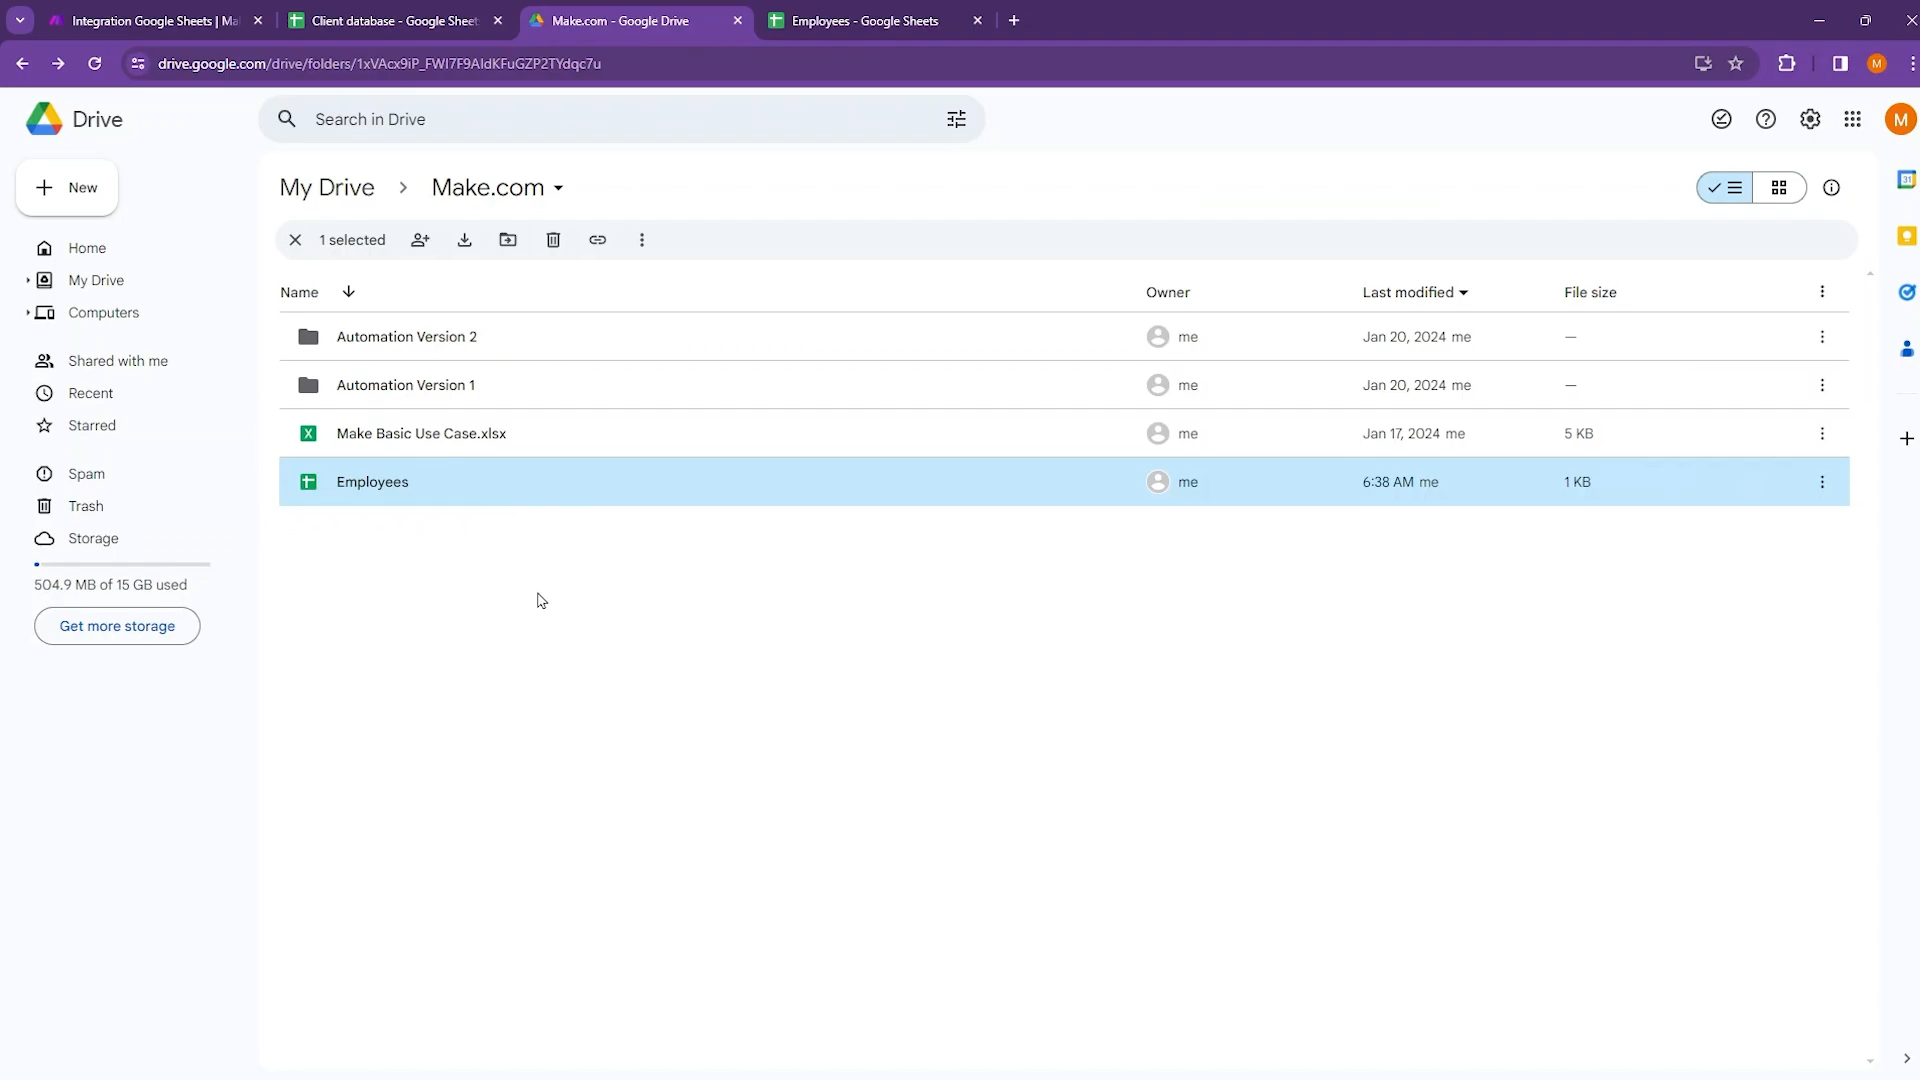 Integration Google Sheets | Ma
Client database - Google Sheet
Make.com - Google Drive
Employees - Google Sheets
drive.google.com/drive/folders/1xVAcx9iP_FWl7F9AldKFuGZP2TYdqc7u
M
Drive
Search in Drive
M
New
My Drive
Make.com
31
Home
1 selected
My Drive
Name
Owner
Last modified
File size
Computers
Automation Version 2
me
Jan 20, 2024 me
—
Shared with me
Automation Version 1
me
Jan 20, 2024 me
—
Recent
Starred
X
Make Basic Use Case.xlsx
me
Jan 17, 2024 me
5 KB
Spam
Employees
me
6:38 AM me
1 KB
Trash
Storage
504.9 MB of 15 GB used
Get more storage